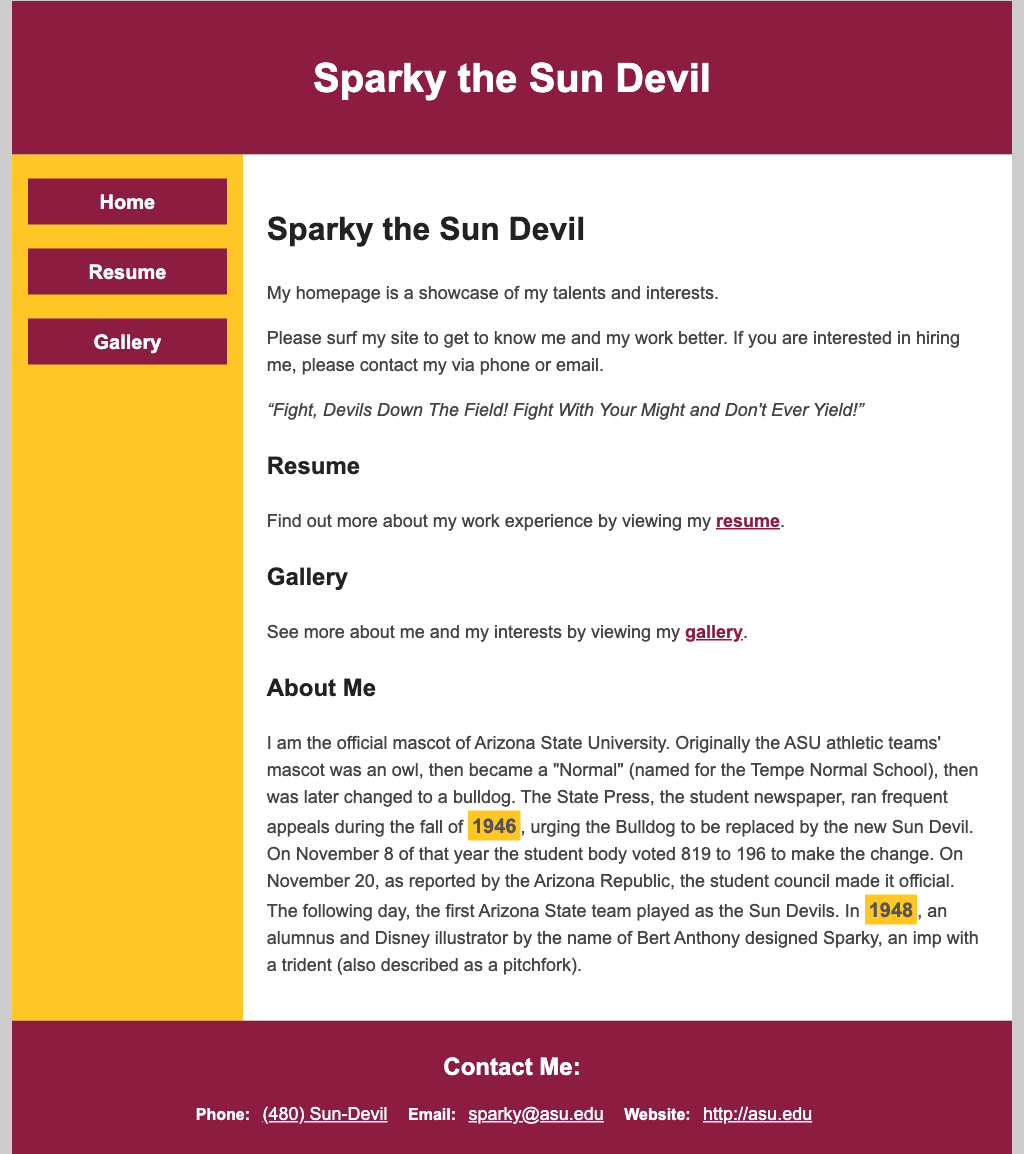 Sparky the Sun Devil
Home
Resume
Gallery
Sparky the Sun Devil
My homepage is a showcase of my talents and interests.
Please surf my site to get to know me and my work better. If you are interested in hiring
me, please contact my via phone or email.
“Fight, Devils Down The Field! Fight With Your Might and Don't Ever Yield!”
Resume
Find out more about my work experience by viewing my resume.
Gallery
See more about me and my interests by viewing my gallery.
About Me
I am the official mascot of Arizona State University. Originally the ASU athletic teams'
mascot was an owl, then became a "Normal" (named for the Tempe Normal School), then
was later changed to a bulldog. The State Press, the student newspaper, ran frequent
appeals during the fall of 1946, urging the Bulldog to be replaced by the new Sun Devil.
On November 8 of that year the student body voted 819 to 196 to make the change. On
November 20, as reported by the Arizona Republic, the student council made it official.
The following day, the first Arizona State team played as the Sun Devils. In 1948, an
alumnus and Disney illustrator by the name of Bert Anthony designed Sparky, an imp with
a trident (also described as a pitchfork).
Contact Me:
Phone: (480) Sun-Devil Email: sparky@asu.edu Website: http://asu.edu